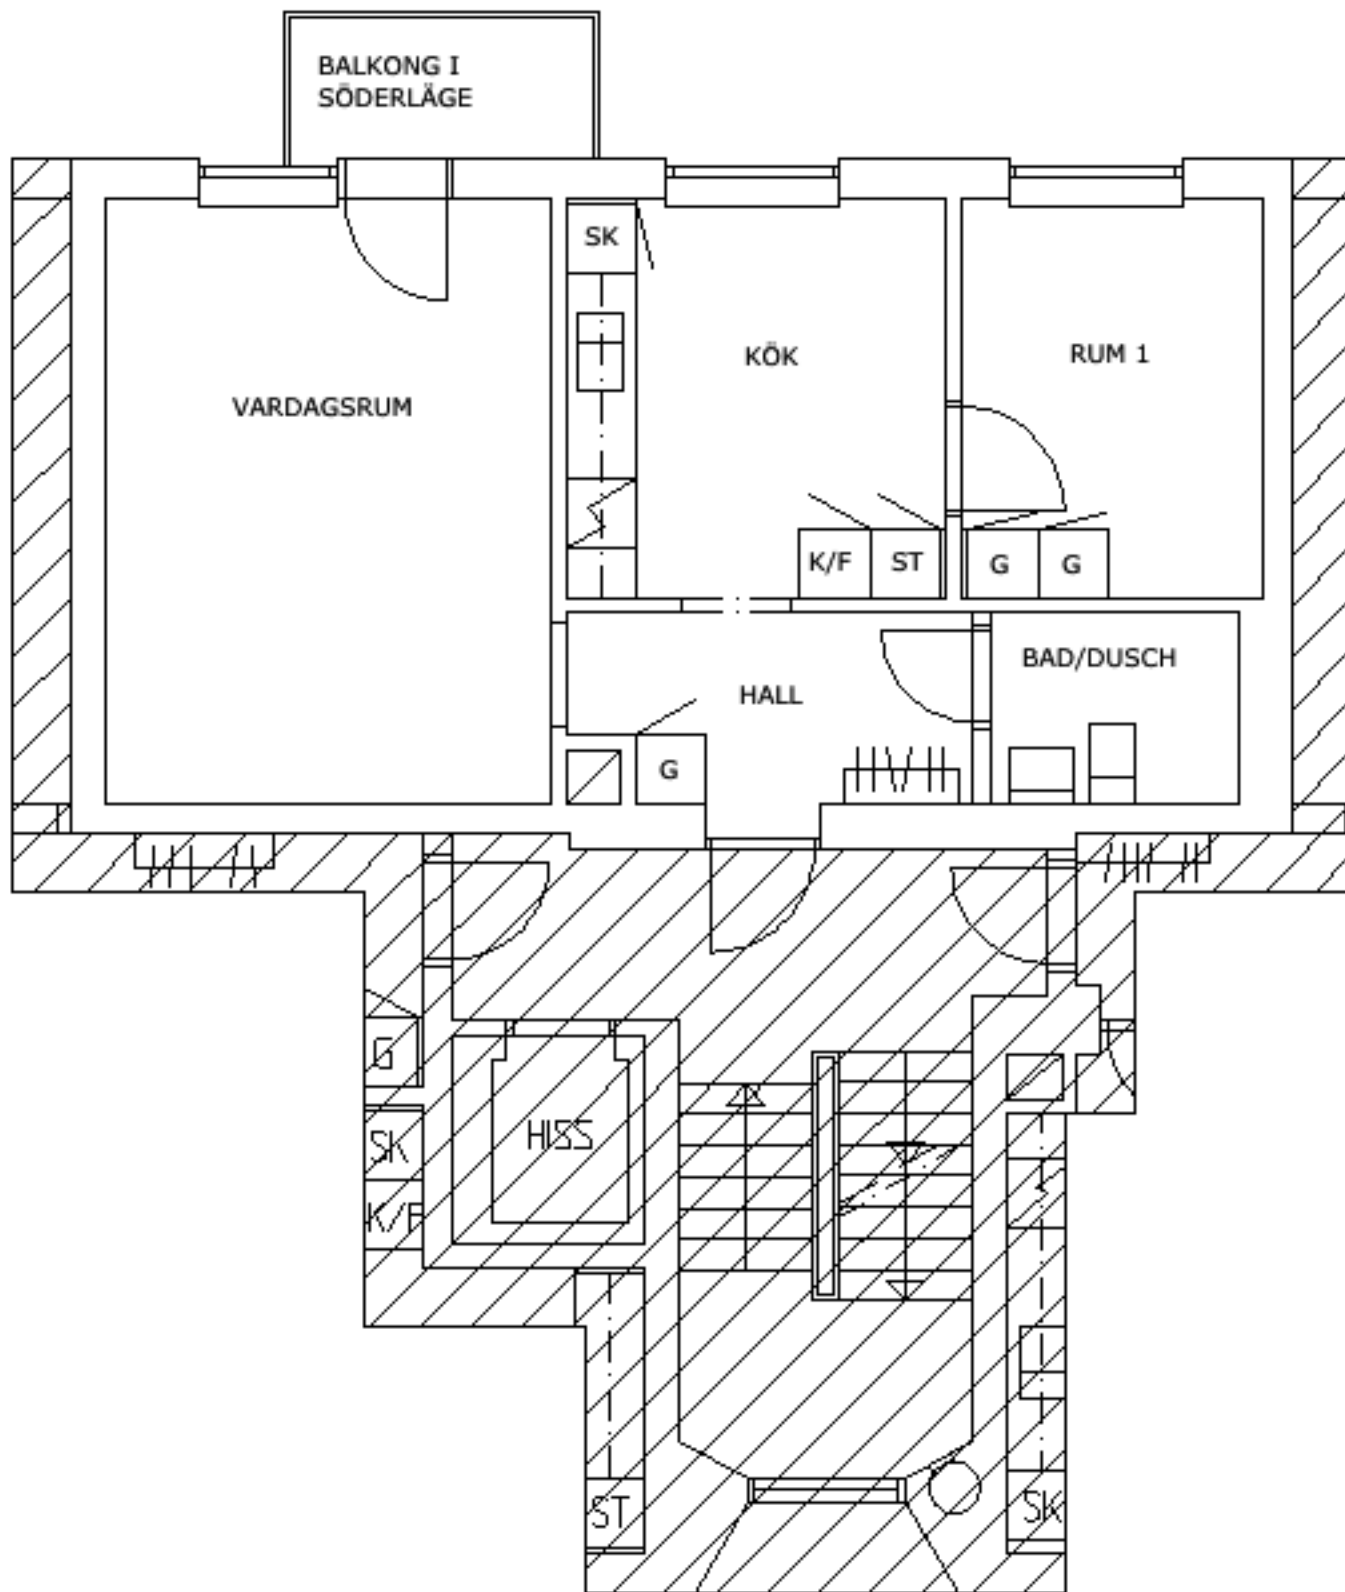 BALKONG I
SÖDERLÄGE
SK
KÖK
RUM 1
VARDAGSRUM
K/F
ST
G
G
BAD/DUSCH
HALL
G
G
HISS
SK
K/F
ST
SK